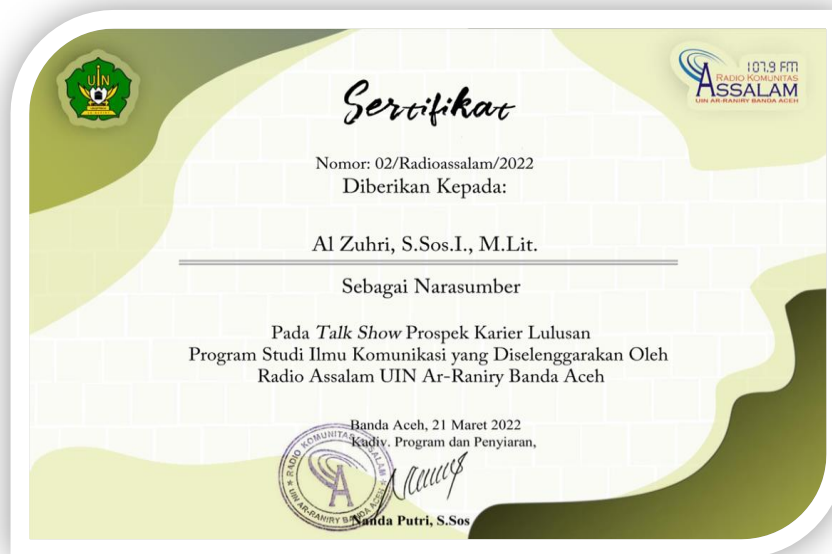 UIN
107.9 FM
RADIO KOMUNITAS
ASSALAM
UIN AR-RANIRY BANDA ACEH
Sertifikat
Nomor: 02/Radioassalam/2022
Diberikan Kepada:
Al Zuhri, S.Sos.I., M.Lit.
Sebagai Narasumber
Pada Talk Show Prospek Karier Lulusan
Program Studi Ilmu Komunikasi yang Diselenggarakan Oleh
Radio Assalam UIN Ar-Raniry Banda Aceh
Banda Aceh, 21 Maret 2022
Kadiv. Program dan Penyiaran,
RADIO KOMUNITAS ASSALAM
UIN AR-RANIRY BANDA ACEH
Nanda Putri, S.Sos